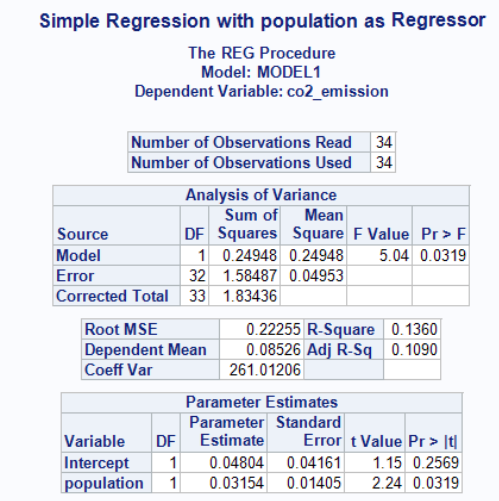 Simple Regression with population as Regressor
The REG Procedure
Model: MODEL1
Dependent Variable: co2_emission
Number of Observations Read 34
Number of Observations Used 34
Analysis of Variance
Source DF Sum of Squares Mean Square F Value Pr > F
Model 1 0.24948 0.24948 5.04 0.0319
Error 32 1.58487 0.04953
Corrected Total 33 1.83436
Root MSE 0.22255 R-Square 0.1360
Dependent Mean 0.08526 Adj R-Sq 0.1090
Coeff Var 261.01206
Parameter Estimates
Variable DF Parameter Estimate Standard Error t Value Pr > |t|
Intercept 1 0.04804 0.04161 1.15 0.2569
population 1 0.03154 0.01405 2.24 0.0319